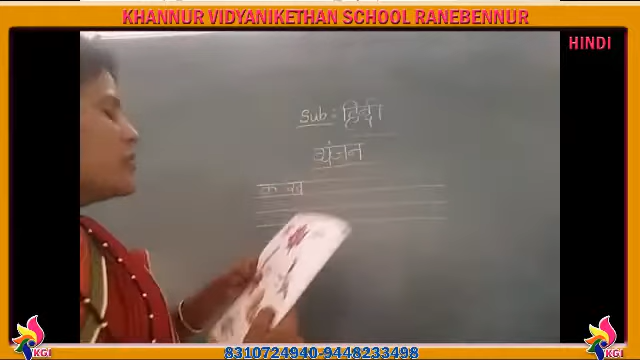 KHANNUR VIDYANIKETHAN SCHOOL RANEBENNUR
HINDI
Sub: हिंदी
व्यंजन
क ख
KGI KGI
8310724940-9448233498